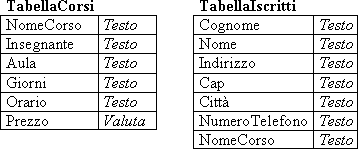 TabellaCorsi
NomeCorso Testo
Insegnante Testo
Aula Testo
Giorni Testo
Orario Testo
Prezzo Valuta
TabellaIscritti
Cognome Testo
Nome Testo
Indirizzo Testo
Cap Testo
Città Testo
NumeroTelefono Testo
NomeCorso Testo